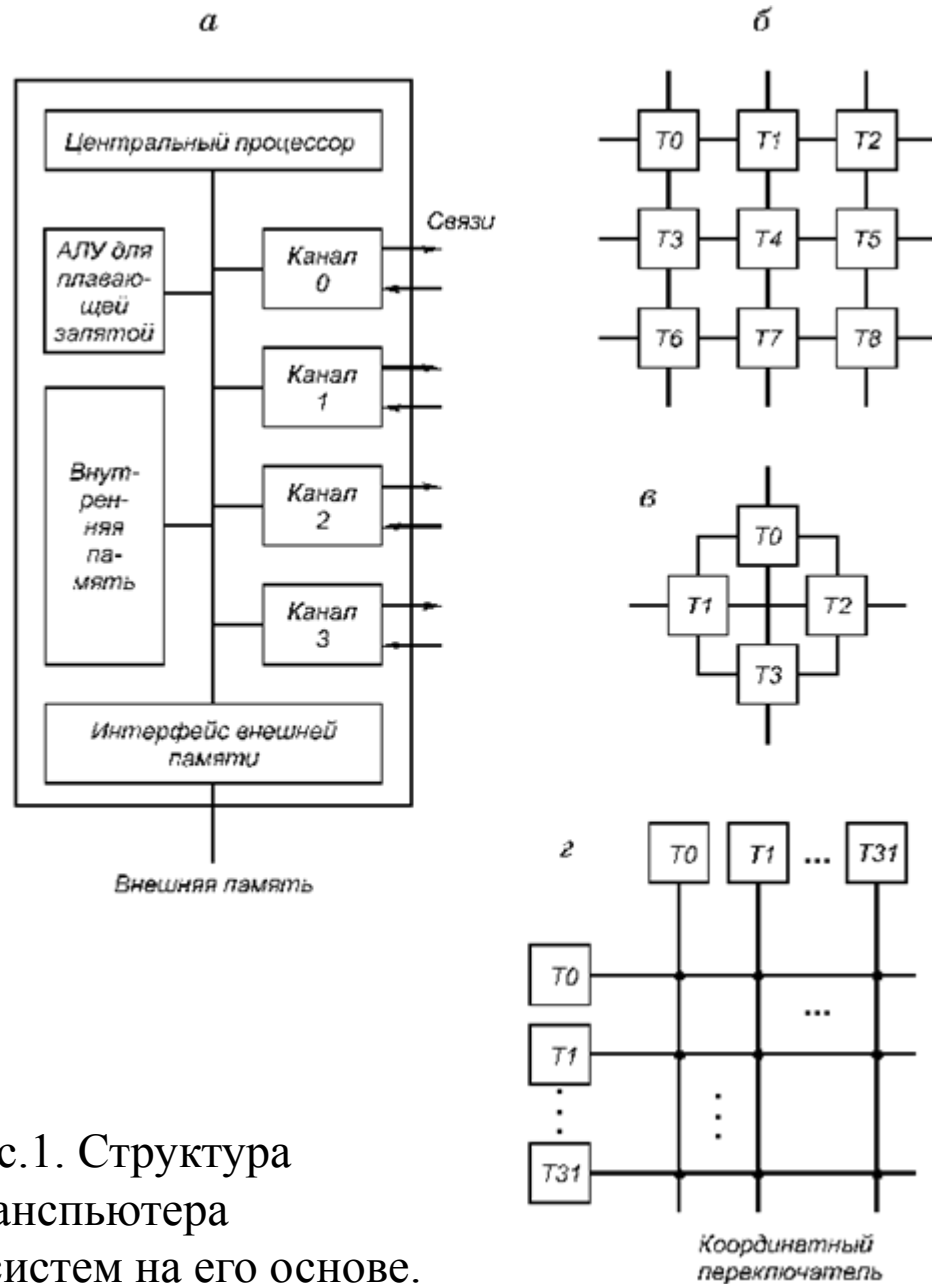 а
Центральный процессор
АЛУ для
плаваю-
щей
запятой
Внут-
рен-
няя
па-
мять
Канал
0
Канал
1
Канал
2
Канал
3
Связи
Интерфейс внешней
памяти
Внешняя память
б
T0 T1 T2
T3 T4 T5
T6 T7 T8
в
T0
T1 T2
T3
г
T0 T1 ... T31
T0
...
T1
T31
Координатный
переключатель
с.1. Структура
анспьютера
систем на его основе.